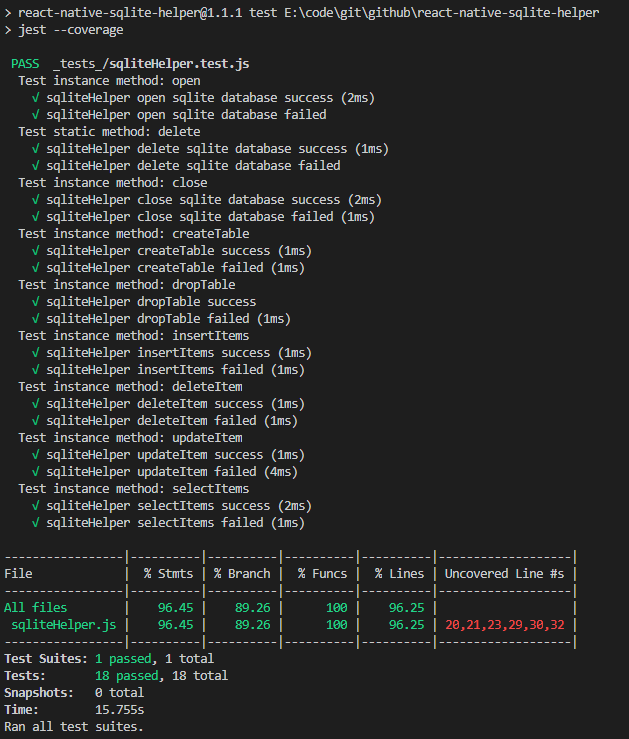 > react-native-sqlite-helper@1.1.1 test E:\code\git\github\react-native-sqlite-helper
> jest --coverage

PASS  _tests_/sqliteHelper.test.js
  Test instance method: open
    √ sqliteHelper open sqlite database success (2ms)
    √ sqliteHelper open sqlite database failed
  Test static method: delete
    √ sqliteHelper delete sqlite database success (1ms)
    √ sqliteHelper delete sqlite database failed
  Test instance method: close
    √ sqliteHelper close sqlite database success (2ms)
    √ sqliteHelper close sqlite database failed (1ms)
  Test instance method: createTable
    √ sqliteHelper createTable success (1ms)
    √ sqliteHelper createTable failed (1ms)
  Test instance method: dropTable
    √ sqliteHelper dropTable success
    √ sqliteHelper dropTable failed (1ms)
  Test instance method: insertItems
    √ sqliteHelper insertItems success (1ms)
    √ sqliteHelper insertItems failed (1ms)
  Test instance method: deleteItem
    √ sqliteHelper deleteItem success (1ms)
    √ sqliteHelper deleteItem failed (1ms)
  Test instance method: updateItem
    √ sqliteHelper updateItem success (1ms)
    √ sqliteHelper updateItem failed (4ms)
  Test instance method: selectItems
    √ sqliteHelper selectItems success (2ms)
    √ sqliteHelper selectItems failed (1ms)

-----------------|----------|----------|----------|----------|-------------------|
File             |  % Stmts | % Branch |  % Funcs |  % Lines | Uncovered Line #s |
-----------------|----------|----------|----------|----------|-------------------|
All files        |    96.45 |    89.26 |      100 |    96.25 |                   |
 sqliteHelper.js |    96.45 |    89.26 |      100 |    96.25 | 20,21,23,29,30,32 |
-----------------|----------|----------|----------|----------|-------------------|
Test Suites: 1 passed, 1 total
Tests:       18 passed, 18 total
Snapshots:   0 total
Time:        15.755s
Ran all test suites.